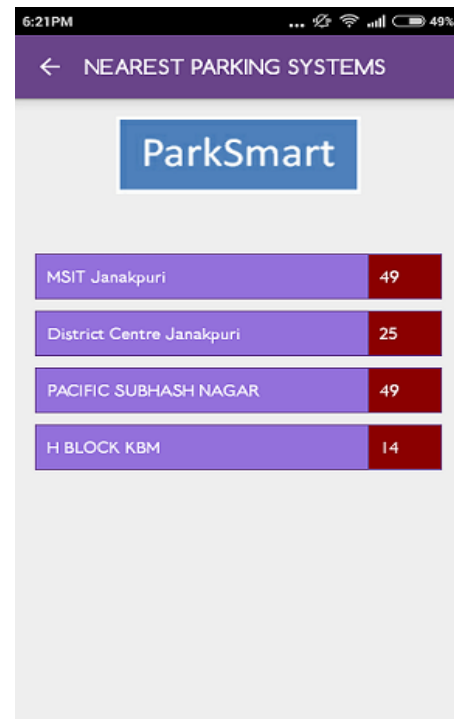 6:21PM ... 49%
NEAREST PARKING SYSTEMS
ParkSmart
MSIT Janakpuri 49
District Centre Janakpuri 25
PACIFIC SUBHASH NAGAR 49
H BLOCK KBM 14